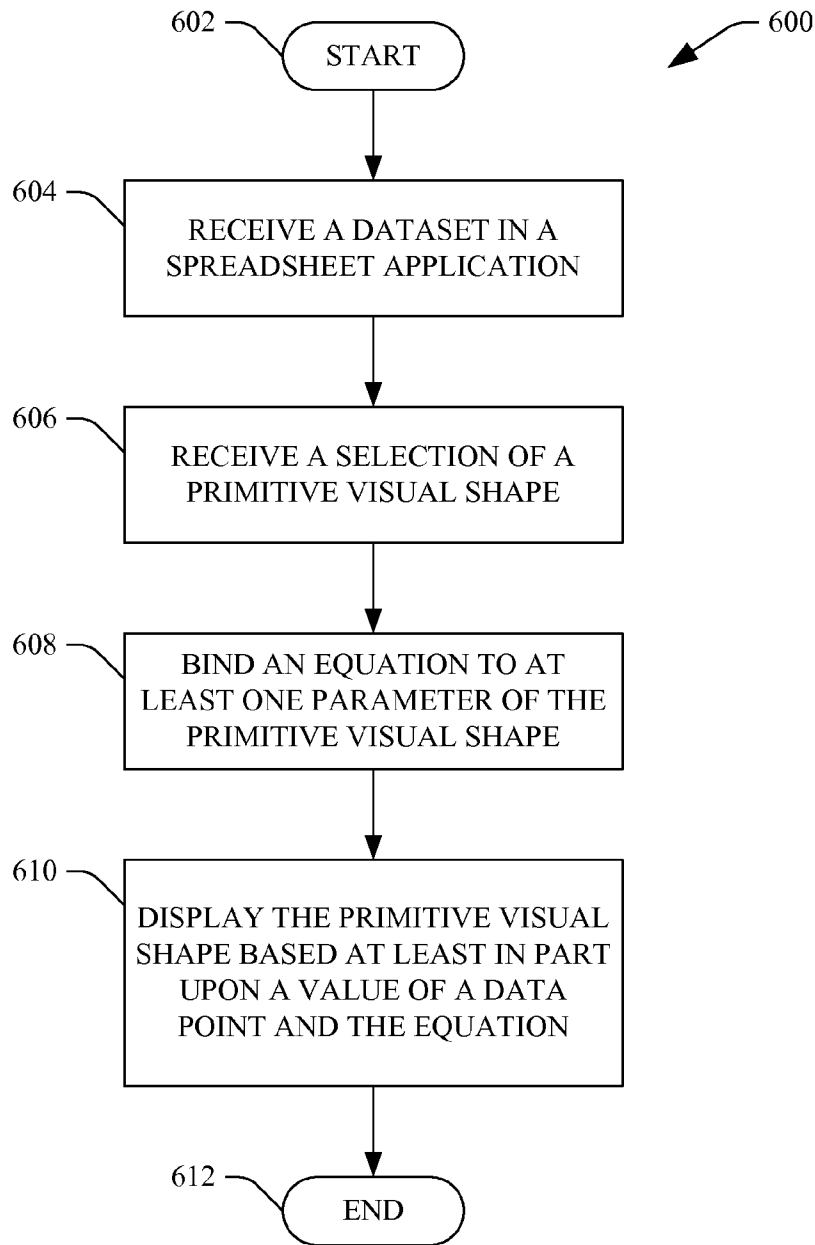 602
START
600
604
RECEIVE A DATASET IN A
SPREADSHEET APPLICATION
606
RECEIVE A SELECTION OF A
PRIMITIVE VISUAL SHAPE
608
BIND AN EQUATION TO AT
LEAST ONE PARAMETER OF THE
PRIMITIVE VISUAL SHAPE
610
DISPLAY THE PRIMITIVE VISUAL
SHAPE BASED AT LEAST IN PART
UPON A VALUE OF A DATA
POINT AND THE EQUATION
612
END